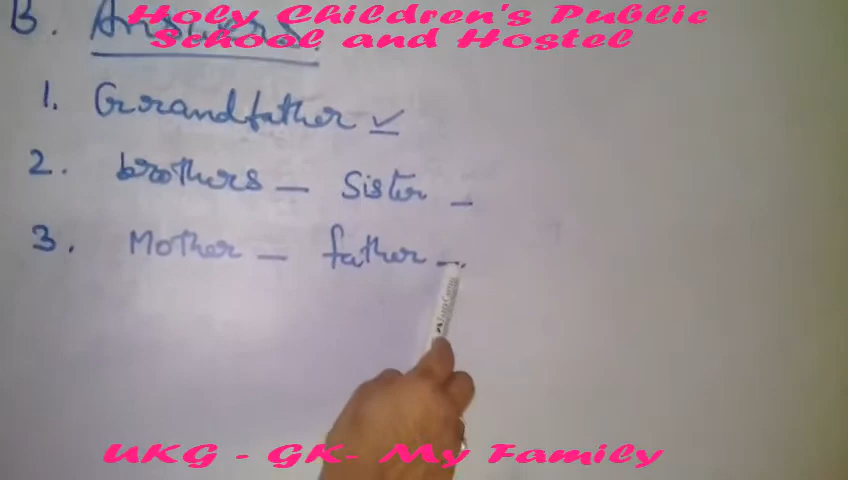 Holy Children's Public
School and Hostel
B. Answers.
1. Grandfather ✓
2. brothers — Sister —
3. Mother — father —.
UKG - GK- My Family